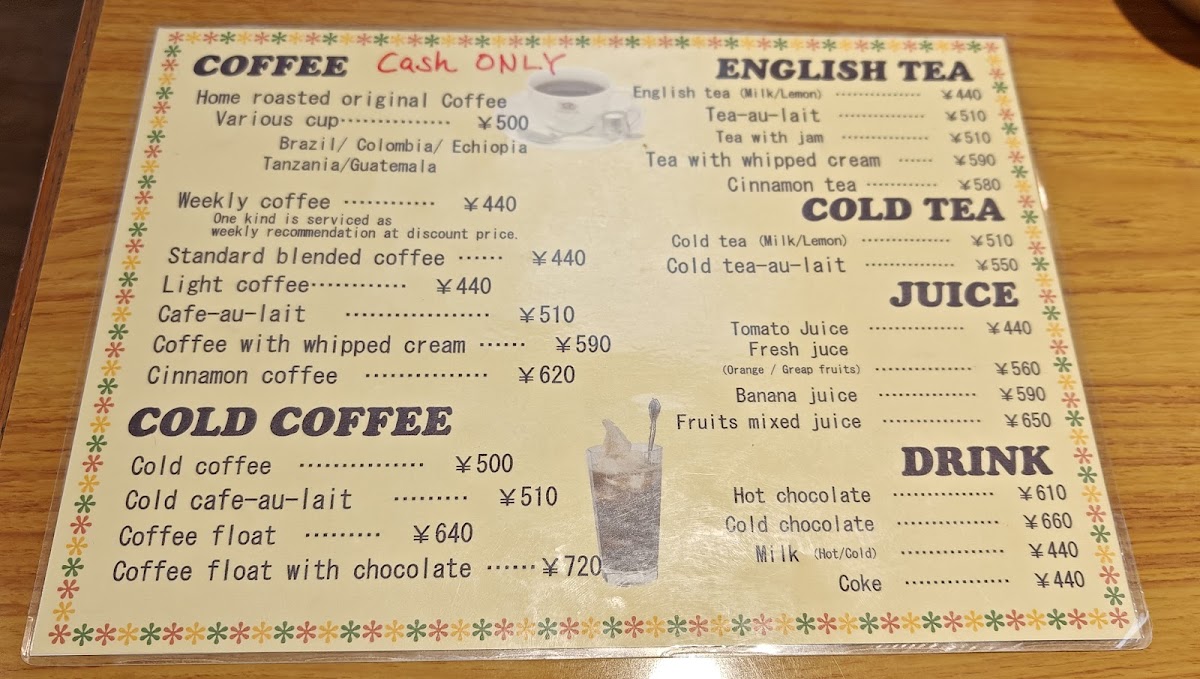 COFFEE Cash ONLY
Home roasted original Coffee
Various cup·············· ¥500
Brazil/ Colombia/ Echiopia
Tanzania/Guatemala
Weekly coffee ············ ¥440
One kind is serviced as
weekly recommendation at discount price.
Standard blended coffee ······ ¥440
Light coffee············ ¥440
Cafe-au-lait ·················· ¥510
Coffee with whipped cream ······ ¥590
Cinnamon coffee ··············· ¥620
COLD COFFEE
Cold coffee ··············· ¥500
Cold cafe-au-lait ········· ¥510
Coffee float ········· ¥640
Coffee float with chocolate ······¥720
ENGLISH TEA
English tea (Milk/Lemon) ·············· ¥440
Tea-au-lait ·············· ¥510
Tea with jam ·············· ¥510
Tea with whipped cream ······ ¥590
Cinnamon tea ··········· ¥580
COLD TEA
Cold tea (Milk/Lemon) ··············· ¥510
Cold tea-au-lait ··············· ¥550
JUICE
Tomato Juice ··············· ¥440
Fresh juce
(Orange / Greap fruits) ··············· ¥560
Banana juice ··············· ¥590
Fruits mixed juice ··············· ¥650
DRINK
Hot chocolate ··············· ¥610
Cold chocolate ··············· ¥660
Milk (Hot/Cold) ··············· ¥440
Coke ··············· ¥440